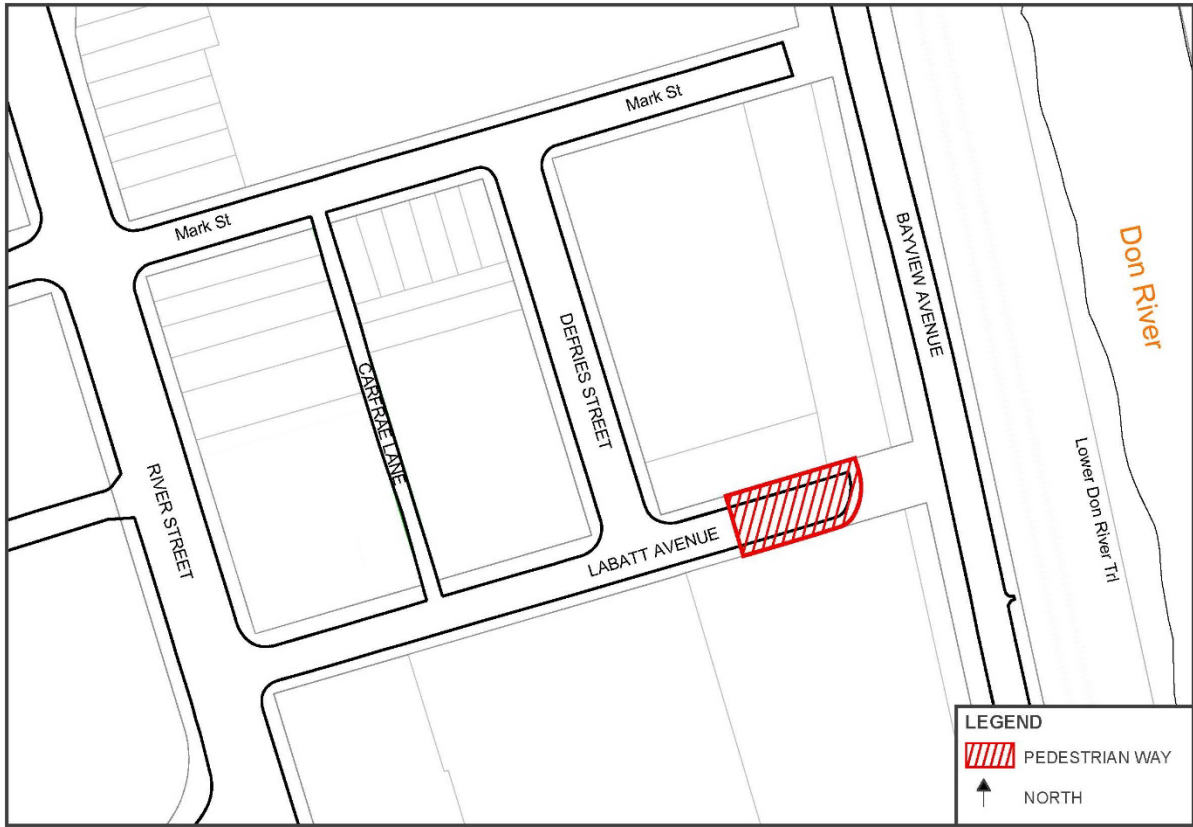 Mark St
Mark St
BAYVIEW AVENUE
Don River
DEFRIES STREET
CARFRAE LANE
RIVER STREET
Lower Don River Trl
LABATT AVENUE
LEGEND
PEDESTRIAN WAY
NORTH